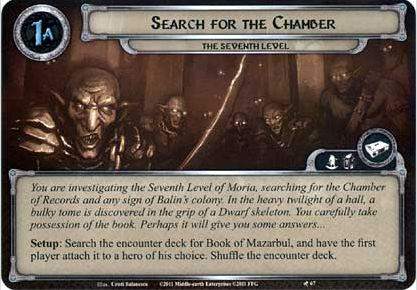 1A
Search for the Chamber
The Seventh Level
You are investigating the Seventh Level of Moria, searching for the Chamber
of Records and any sign of Balin's colony. In the heavy twilight of a hall, a
bulky tome is discovered in the grip of a Dwarf skeleton. You carefully take
possession of the book. Perhaps it will give you some answers...
Setup: Search the encounter deck for Book of Mazarbul, and have the first
player attach it to a hero of his choice. Shuffle the encounter deck.
Illus. Cristi Balanescu ©2011 Middle-earth Enterprises ©2011 FFG 67